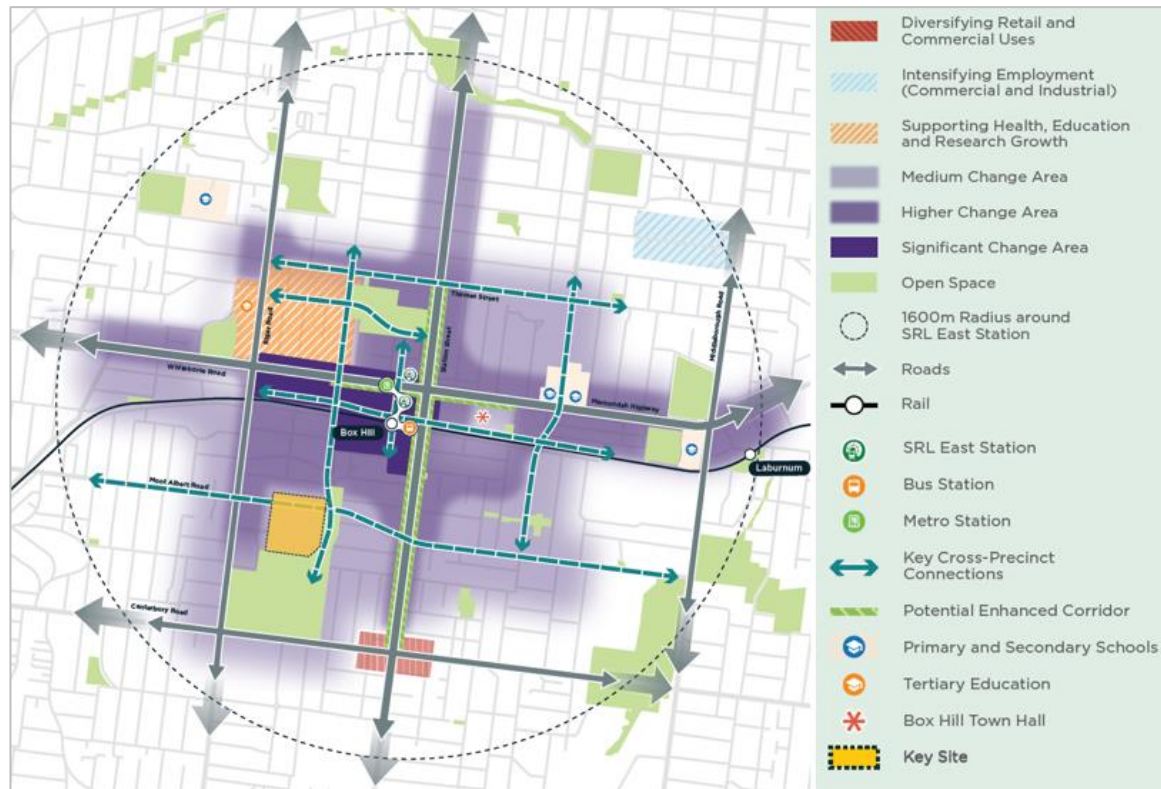 Thames Street
Elgar Road
Station Street
Middleborough Road
Whitehorse Road
Maroondah Highway
Box Hill
Laburnum
Mont Albert Road
Canterbury Road
Diversifying Retail and
Commercial Uses
Intensifying Employment
(Commercial and Industrial)
Supporting Health, Education
and Research Growth
Medium Change Area
Higher Change Area
Significant Change Area
Open Space
1600m Radius around
SRL East Station
Roads
Rail
SRL East Station
Bus Station
Metro Station
Key Cross-Precinct
Connections
Potential Enhanced Corridor
Primary and Secondary Schools
Tertiary Education
Box Hill Town Hall
Key Site